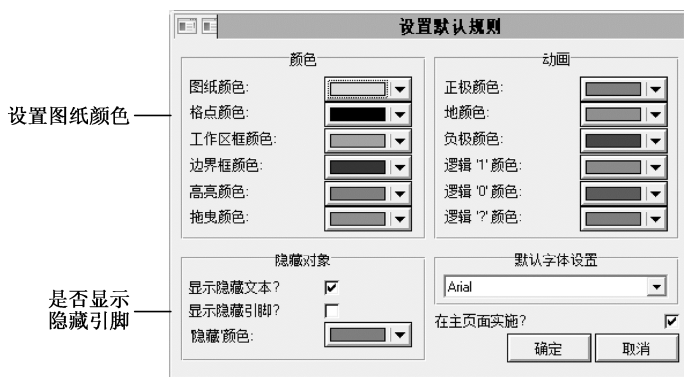 设置默认规则
颜色
图纸颜色:
格点颜色:
工作区框颜色:
边界框颜色:
高亮颜色:
拖曳颜色:
动画
正极颜色:
地颜色:
负极颜色:
逻辑 '1' 颜色:
逻辑 '0' 颜色:
逻辑 '?' 颜色:
隐藏对象
显示隐藏文本?
显示隐藏引脚?
'隐藏'颜色:
默认字体设置
Arial
在主页面实施?
确定
取消
设置图纸颜色
是否显示
隐藏引脚